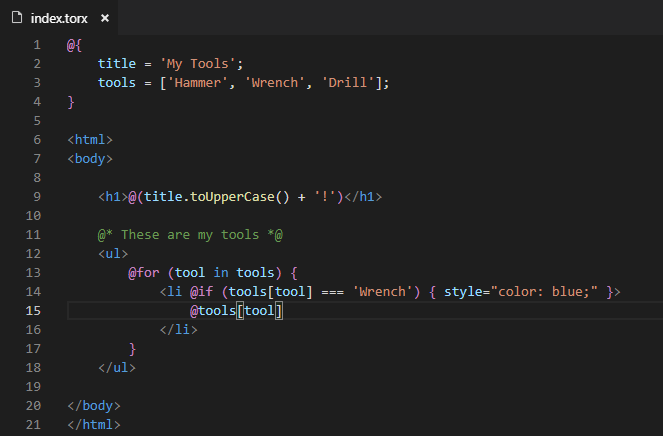 index.torx ×
1 @{
2     title = 'My Tools';
3     tools = ['Hammer', 'Wrench', 'Drill'];
4 }
5
6 <html>
7 <body>
8
9     <h1>@(title.toUpperCase() + '!')</h1>
10
11     @* These are my tools *@
12     <ul>
13         @for (tool in tools) {
14             <li @if (tools[tool] === 'Wrench') { style="color: blue;" }>
15                 @tools[tool]
16             </li>
17         }
18     </ul>
19
20 </body>
21 </html>